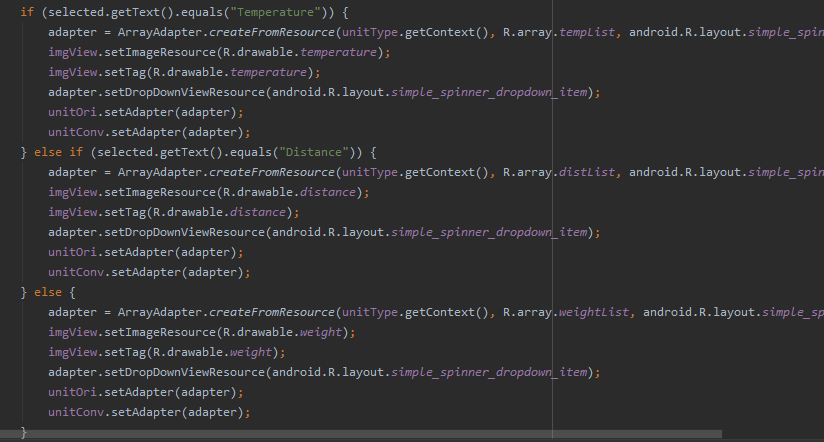 if (selected.getText().equals("Temperature")) {
adapter = ArrayAdapter.createFromResource(unitType.getContext(), R.array.tempList, android.R.layout.simple_spin
imgView.setImageResource(R.drawable.temperature);
imgView.setTag(R.drawable.temperature);
adapter.setDropDownViewResource(android.R.layout.simple_spinner_dropdown_item);
unitOri.setAdapter(adapter);
unitConv.setAdapter(adapter);
} else if (selected.getText().equals("Distance")) {
adapter = ArrayAdapter.createFromResource(unitType.getContext(), R.array.distList, android.R.layout.simple_spin
imgView.setImageResource(R.drawable.distance);
imgView.setTag(R.drawable.distance);
adapter.setDropDownViewResource(android.R.layout.simple_spinner_dropdown_item);
unitOri.setAdapter(adapter);
unitConv.setAdapter(adapter);
} else {
adapter = ArrayAdapter.createFromResource(unitType.getContext(), R.array.weightList, android.R.layout.simple_sp
imgView.setImageResource(R.drawable.weight);
imgView.setTag(R.drawable.weight);
adapter.setDropDownViewResource(android.R.layout.simple_spinner_dropdown_item);
unitOri.setAdapter(adapter);
unitConv.setAdapter(adapter);
}